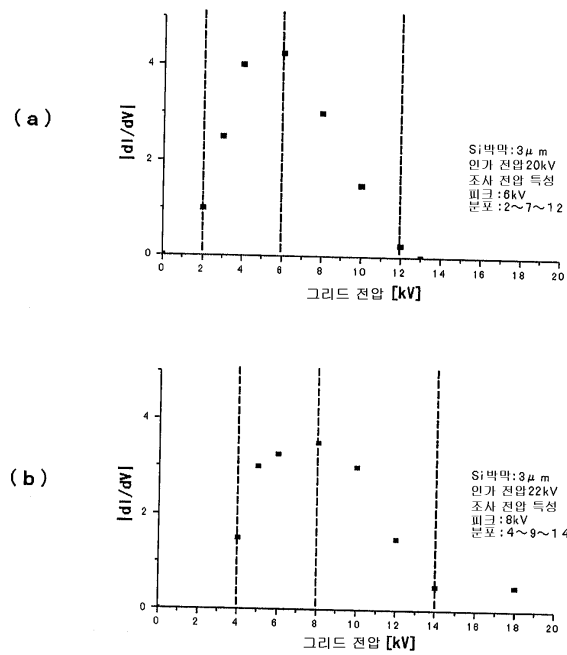 (a)
|dI/dV|
4
2
0
0 2 4 6 8 10 12 14 16 18 20
그리드 전압 [kV]
Si박막:3μm
인가 전압20kV
조사 전압 특성
피크:6kV
분포:2~7~12
(b)
|dI/dV|
4
2
0
0 2 4 6 8 10 12 14 16 18 20
그리드 전압 [kV]
Si박막:3μm
인가 전압22kV
조사 전압 특성
피크:8kV
분포:4~9~14